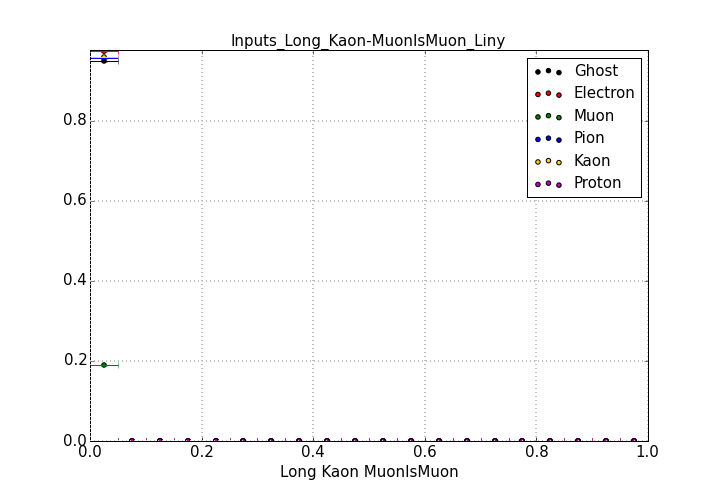 Inputs_Long_Kaon-MuonIsMuon_Liny
Ghost
Electron
Muon
Pion
Kaon
Proton
0.8
0.6
0.4
0.2
0.0
0.0 0.2 0.4 0.6 0.8 1.0
Long Kaon MuonIsMuon